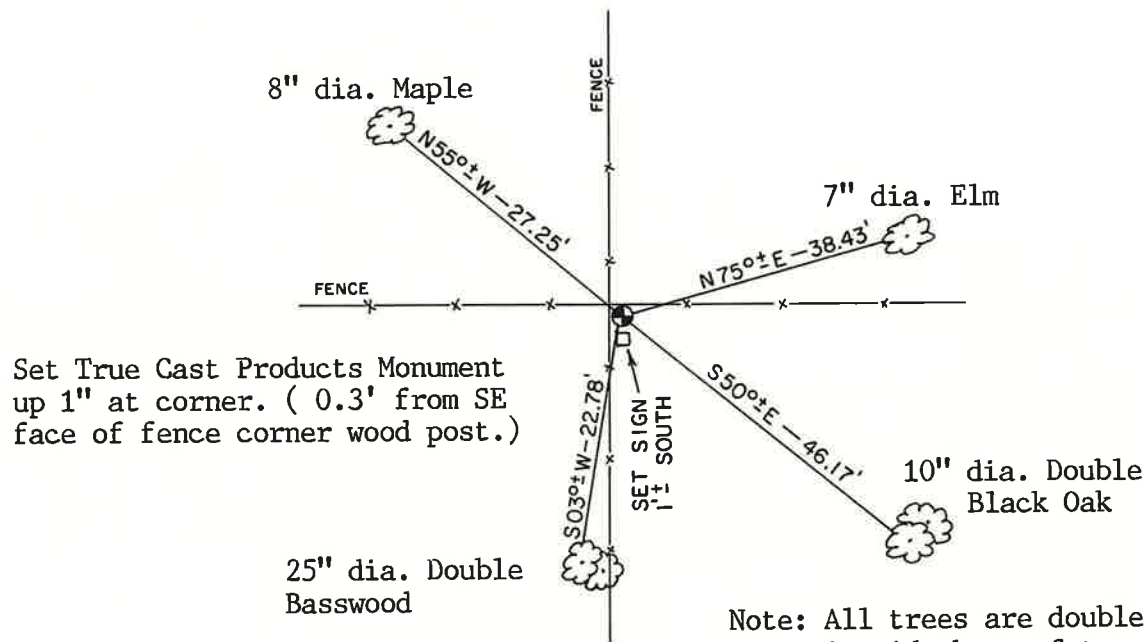 FENCE
8" dia. Maple
N55°±W—27.25'
7" dia. Elm
N75°±E—38.43'
FENCE
Set True Cast Products Monument
up 1" at corner. ( 0.3' from SE
face of fence corner wood post.)
S03°±W—22.78'
SET SIGN
1'± SOUTH
S50°±E—46.17'
10" dia. Double
Black Oak
25" dia. Double
Basswood
Note: All trees are double